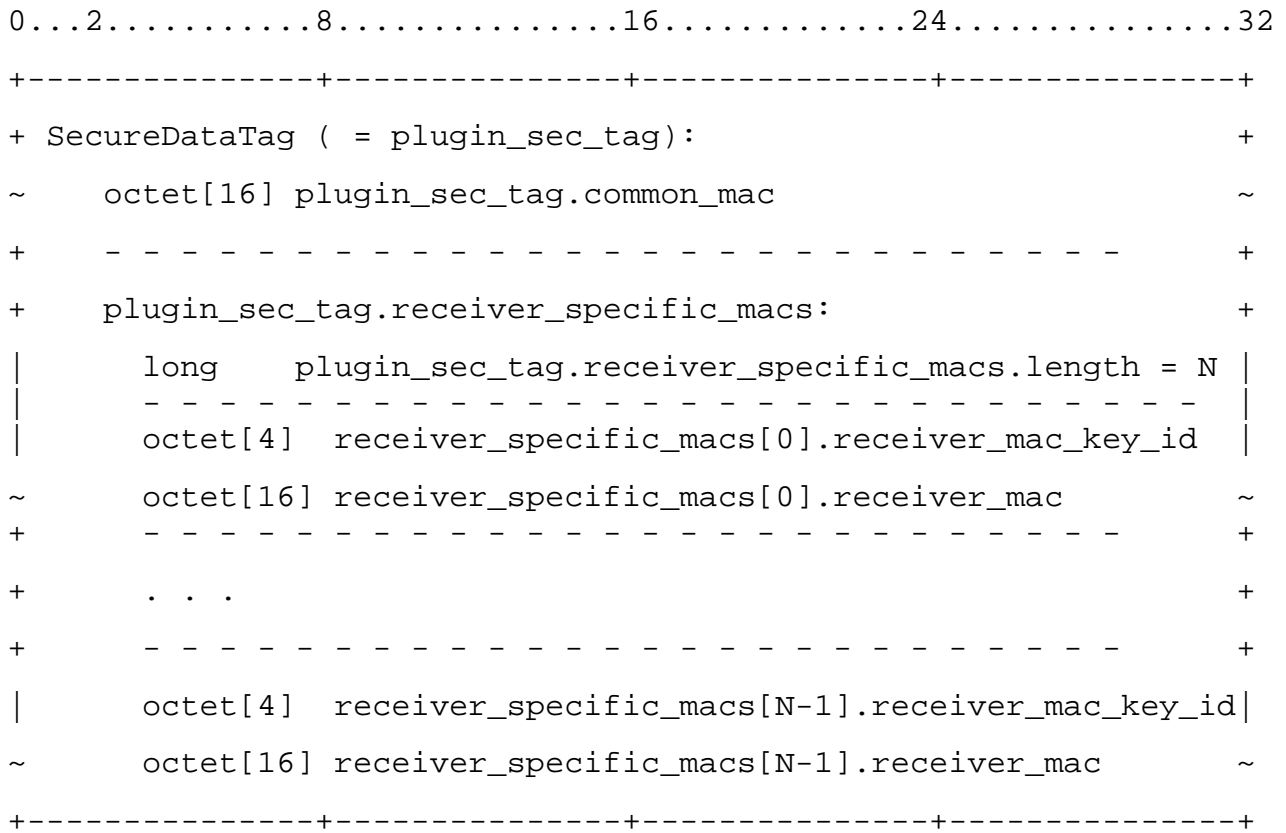 0...2...........8...............16.............24...............32
+---------------+---------------+---------------+---------------+
+ SecureDataTag ( = plugin_sec_tag): +
~ octet[16] plugin_sec_tag.common_mac ~
+ - - - - - - - - - - - - - - - - - - - - - - - - - - - +
+ plugin_sec_tag.receiver_specific_macs: +
| long plugin_sec_tag.receiver_specific_macs.length = N |
| - - - - - - - - - - - - - - - - - - - - - - - - - - - - |
| octet[4] receiver_specific_macs[0].receiver_mac_key_id |
~ octet[16] receiver_specific_macs[0].receiver_mac ~
+ - - - - - - - - - - - - - - - - - - - - - - - - - - +
+ . . . +
+ - - - - - - - - - - - - - - - - - - - - - - - - - - +
| octet[4] receiver_specific_macs[N-1].receiver_mac_key_id|
~ octet[16] receiver_specific_macs[N-1].receiver_mac ~
+---------------+---------------+---------------+---------------+